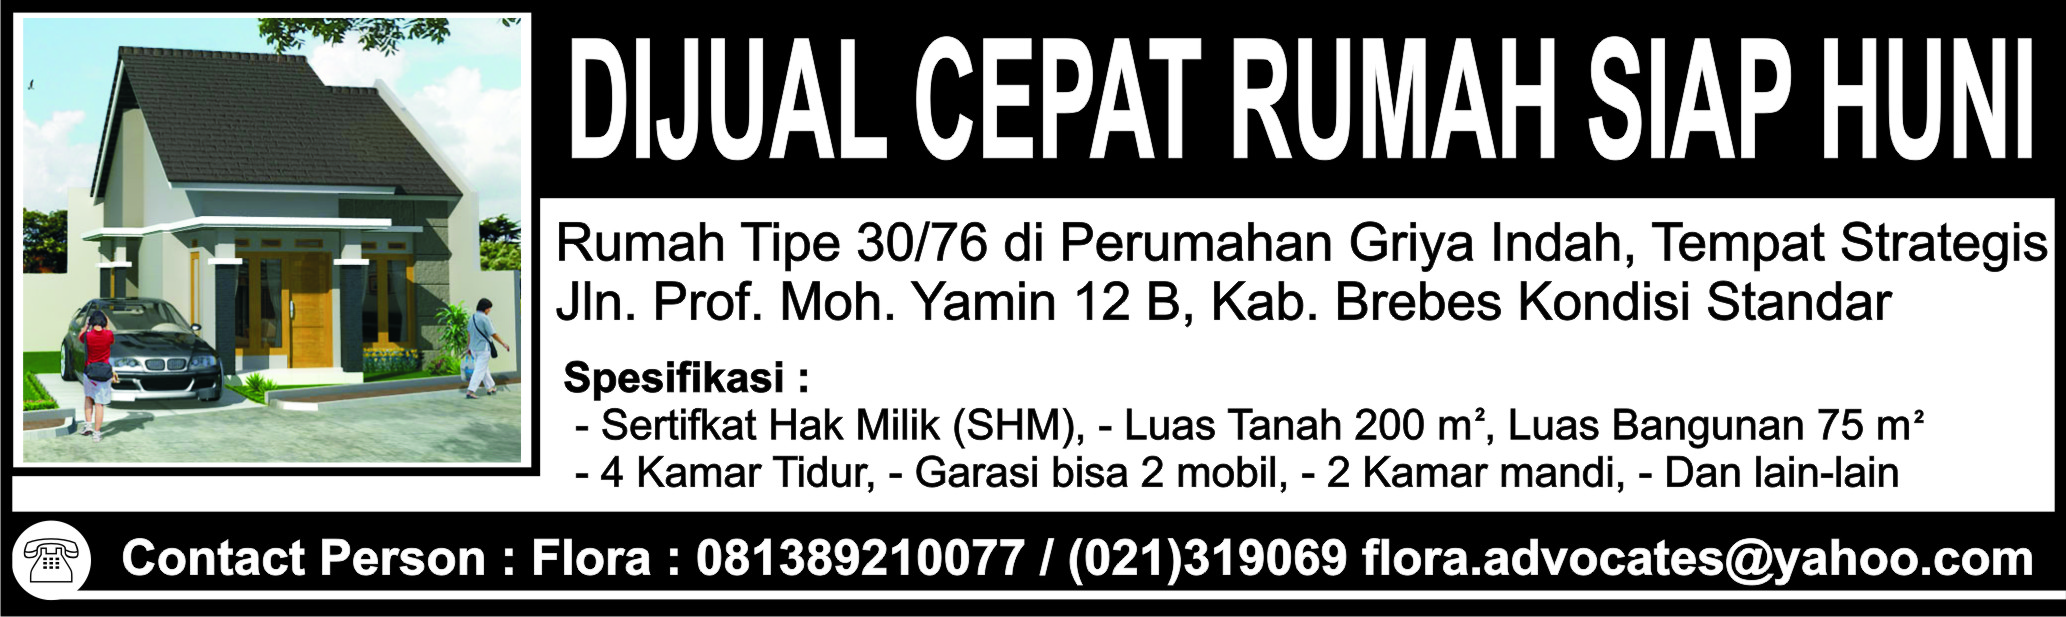 DIJUAL CEPAT RUMAH SIAP HUNI
Rumah Tipe 30/76 di Perumahan Griya Indah, Tempat Strategis
Jln. Prof. Moh. Yamin 12 B, Kab. Brebes Kondisi Standar
Spesifikasi :
- Sertifkat Hak Milik (SHM), - Luas Tanah 200 m², Luas Bangunan 75 m²
- 4 Kamar Tidur, - Garasi bisa 2 mobil, - 2 Kamar mandi, - Dan lain-lain
Contact Person : Flora : 081389210077 / (021)319069 flora.advocates@yahoo.com